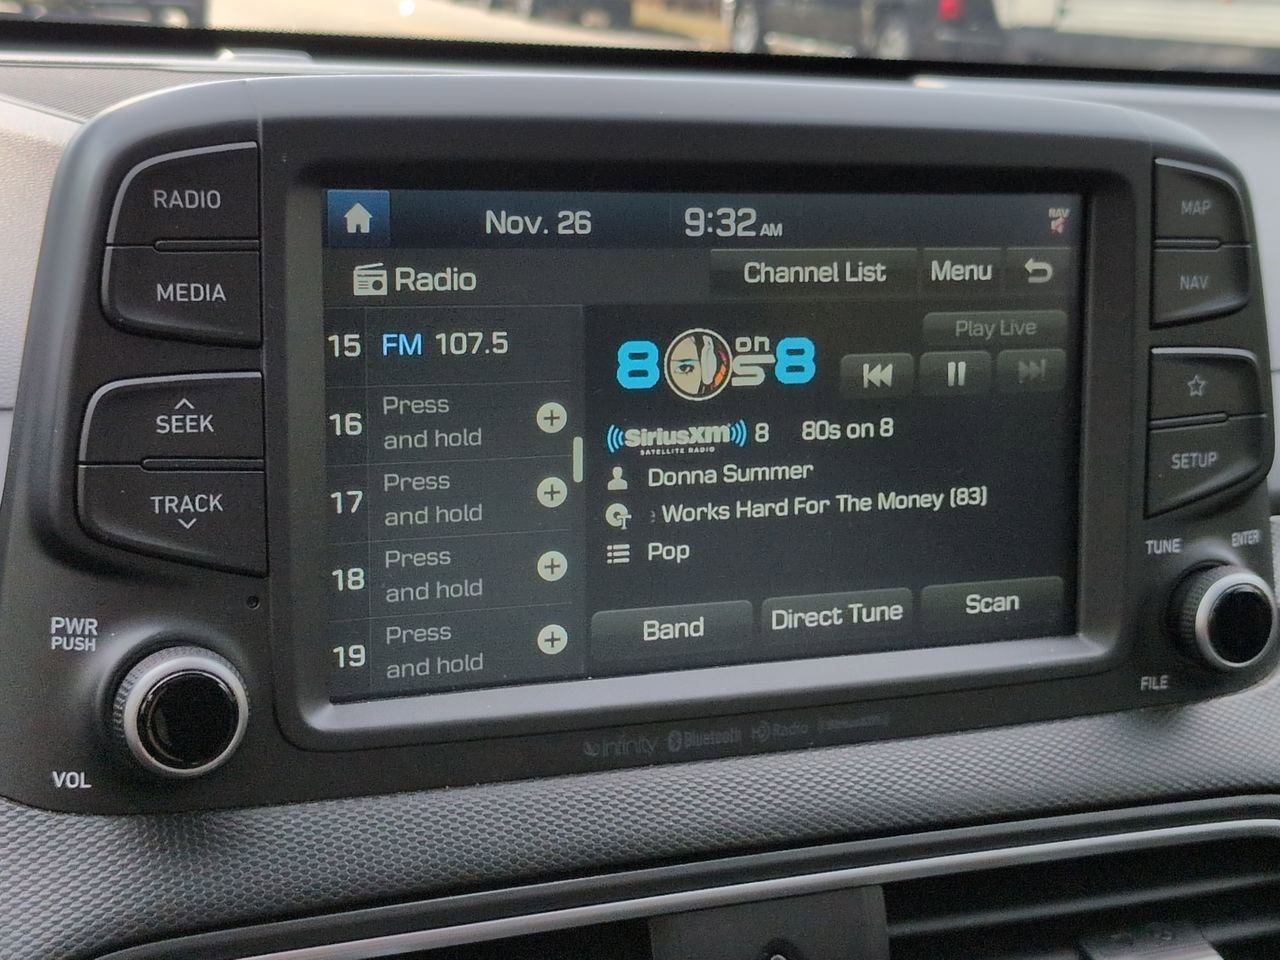 RADIO
MEDIA
SEEK
TRACK
PWR
PUSH
VOL
Nov. 26
9:32 AM
NAV
Radio
Channel List
Menu
15 FM 107.5
16 Press
and hold
17 Press
and hold
18 Press
and hold
19 Press
and hold
8 on 8
Play Live
SiriusXM 8 80s on 8
SATELLITE RADIO
Donna Summer
: Works Hard For The Money (83)
Pop
Band
Direct Tune
Scan
MAP
NAV
SETUP
TUNE
ENTER
FILE
infinity Bluetooth HD Radio